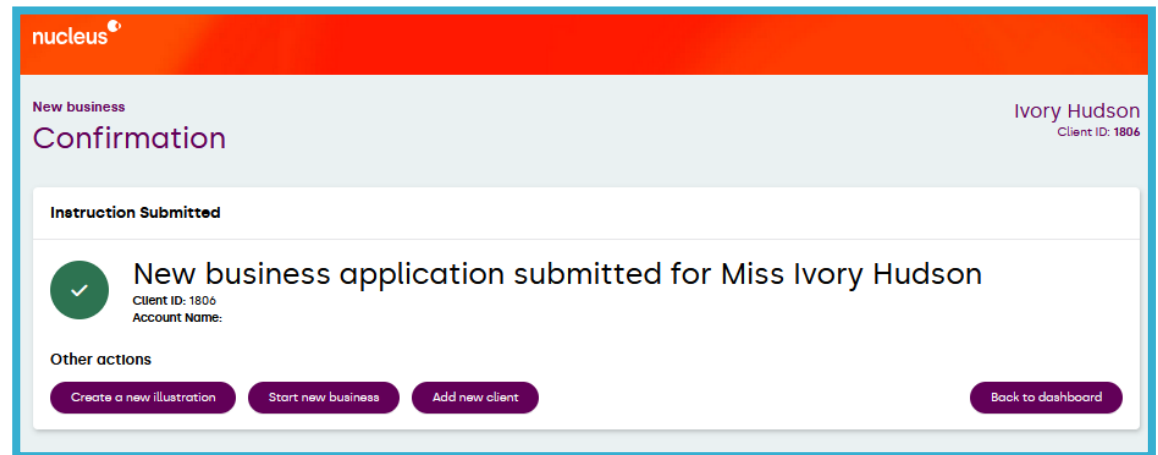 nucleus
New business
Confirmation
Ivory Hudson
Client ID: 1806
Instruction Submitted
New business application submitted for Miss Ivory Hudson
Client ID: 1806
Account Name:
Other actions
Create a new illustration
Start new business
Add new client
Back to dashboard